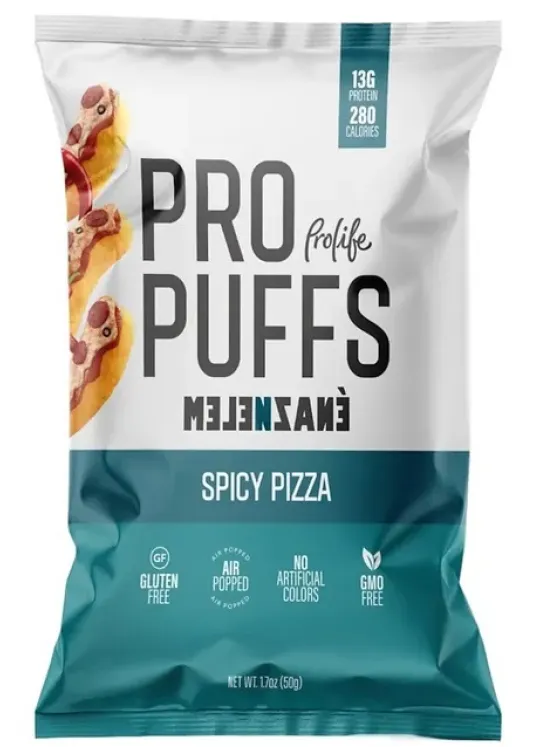 13G
PROTEIN
280
CALORIES
PRO
Prolife
PUFFS
MELENZANÈ
SPICY PIZZA
GF
GLUTEN
FREE
AIR POPPED
AIR
POPPED
AIR POPPED
NO
ARTIFICIAL
COLORS
GMO
FREE
NET WT. 1.7oz (50g)